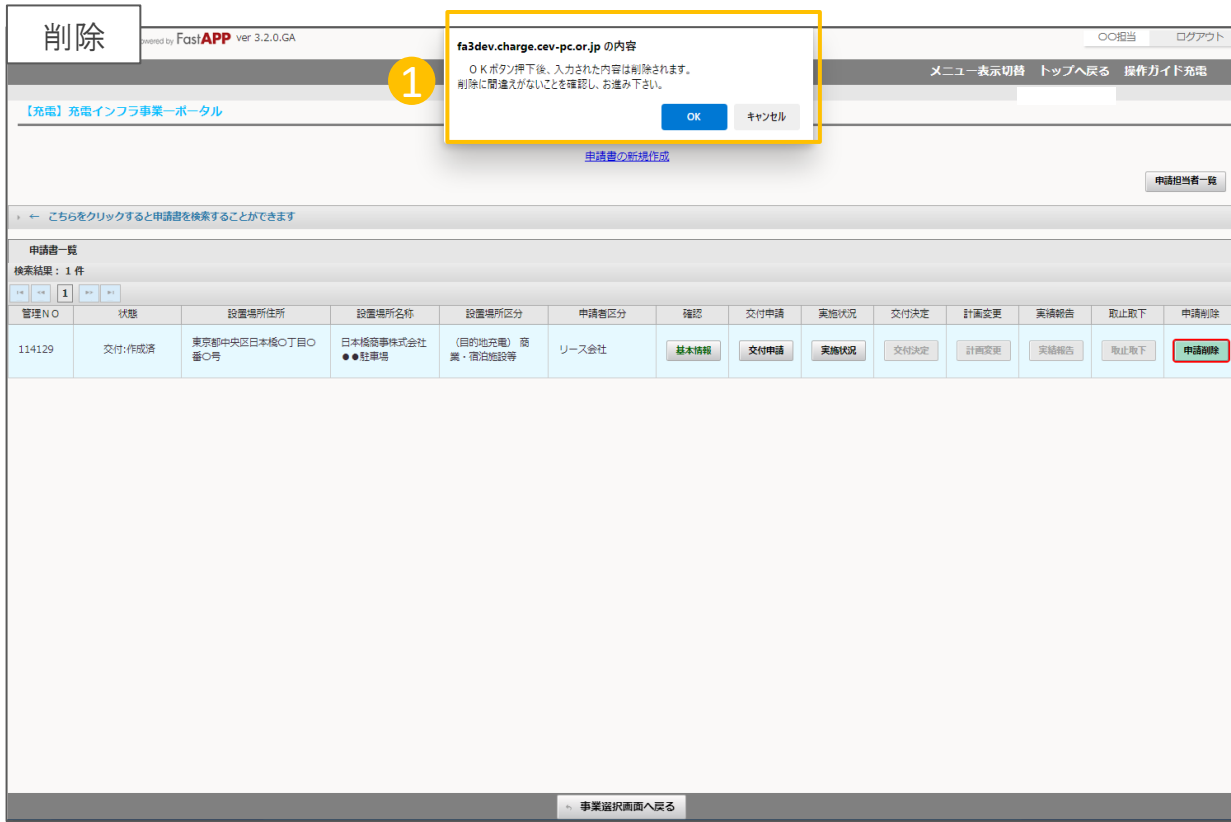 削除
powered by FastAPP ver 3.2.0.GA
〇〇担当 ログアウト
メニュー表示切替 トップへ戻る 操作ガイド充電
1
fa3dev.charge.cev-pc.or.jp の内容
ＯＫボタン押下後、入力された内容は削除されます。
削除に間違えがないことを確認し、お進み下さい。
OK キャンセル
【充電】充電インフラ事業ーポータル
申請書の新規作成
申請担当者一覧
← こちらをクリックすると申請書を検索することができます
申請書一覧
検索結果：1 件
1
管理ＮＯ 状態 設置場所住所 設置場所名称 設置場所区分 申請者区分 確認 交付申請 実施状況 交付決定 計画変更 実績報告 取止取下 申請削除
114129 交付:作成済 東京都中央区日本橋〇丁目〇 日本橋商事株式会社 （目的地充電） 商 リース会社 基本情報 交付申請 実施状況 交付決定 計画変更 実績報告 取止取下 申請削除
番〇号 ●●駐車場 業・宿泊施設等
事業選択画面へ戻る